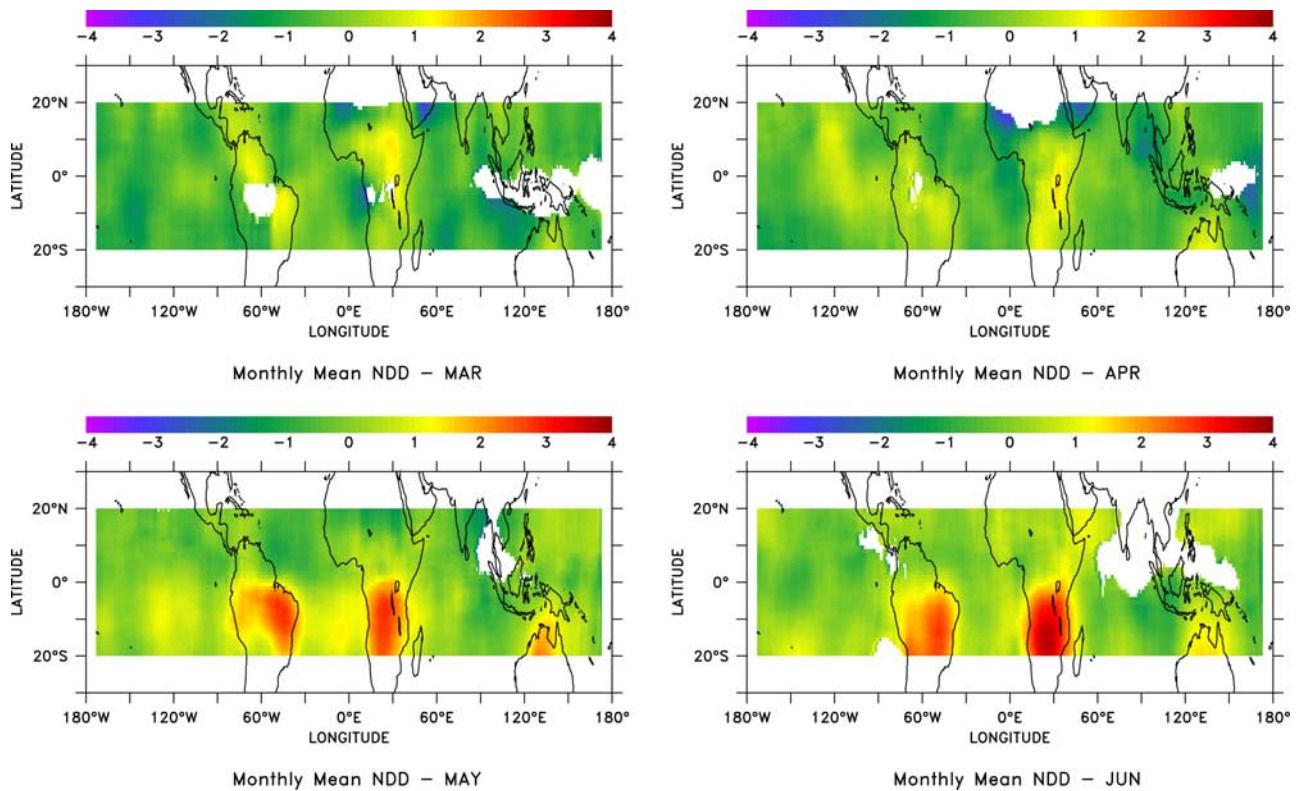 -4 -3 -2 -1 0 1 2 3 4
20°N
0°
20°S
LATITUDE
180°W 120°W 60°W 0°E 60°E 120°E 180°
LONGITUDE
Monthly Mean NDD - MAR
-4 -3 -2 -1 0 1 2 3 4
20°N
0°
20°S
LATITUDE
180°W 120°W 60°W 0°E 60°E 120°E 180°
LONGITUDE
Monthly Mean NDD - APR
-4 -3 -2 -1 0 1 2 3 4
20°N
0°
20°S
LATITUDE
180°W 120°W 60°W 0°E 60°E 120°E 180°
LONGITUDE
Monthly Mean NDD - MAY
-4 -3 -2 -1 0 1 2 3 4
20°N
0°
20°S
LATITUDE
180°W 120°W 60°W 0°E 60°E 120°E 180°
LONGITUDE
Monthly Mean NDD - JUN